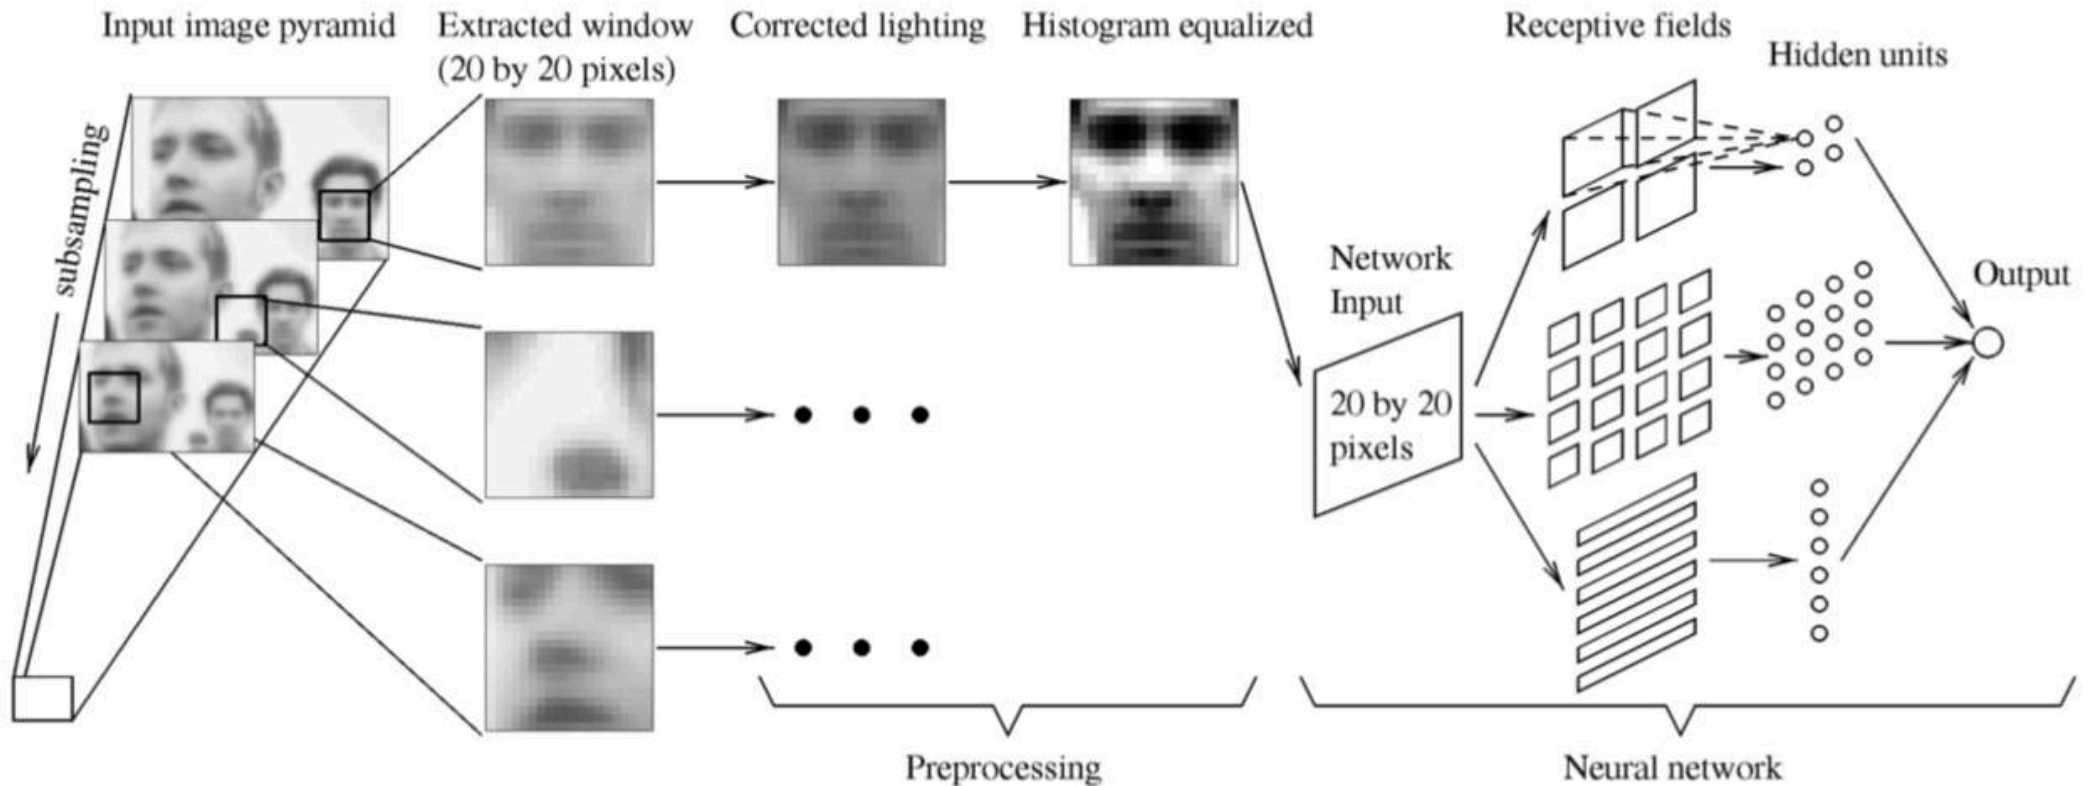 Input image pyramid
Extracted window
(20 by 20 pixels)
Corrected lighting
Histogram equalized
Receptive fields
Hidden units
subsampling
Network
Input
Output
20 by 20
pixels
Preprocessing
Neural network